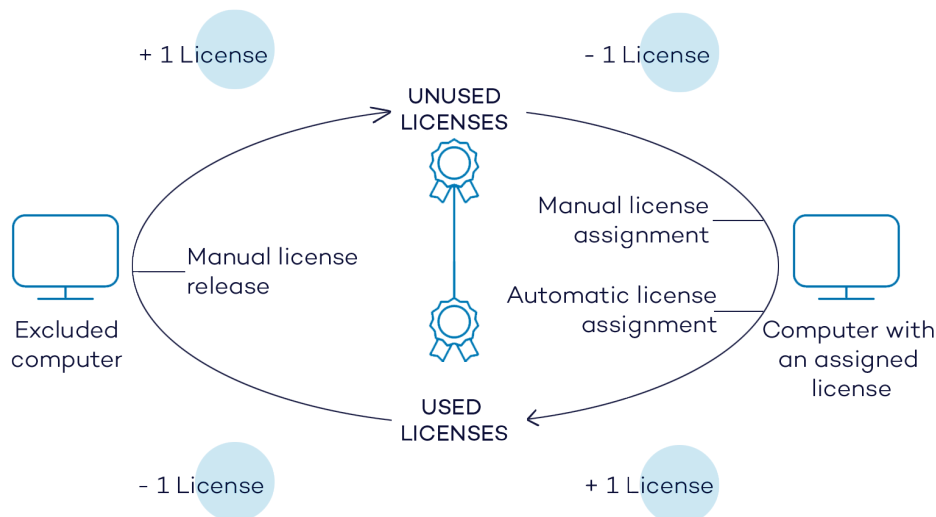 + 1 License
- 1 License
UNUSED
LICENSES
Manual license
assignment
Manual license
release
Automatic license
assignment
Excluded
computer
Computer with
an assigned
license
USED
LICENSES
- 1 License
+ 1 License